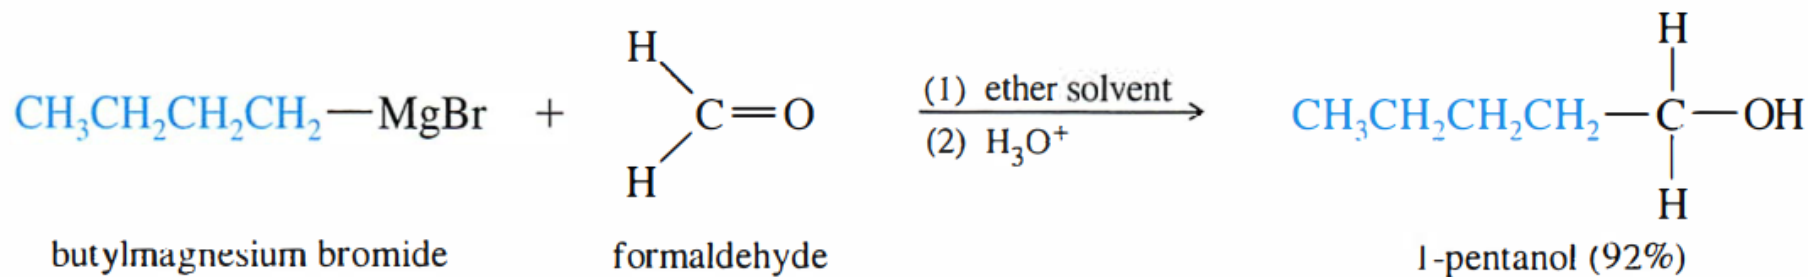 CH₃CH₂CH₂CH₂—MgBr + H H C=O (1) ether solvent (2) H₃O⁺ CH₃CH₂CH₂CH₂—C—OH H H
butylmagnesium bromide formaldehyde 1-pentanol (92%)